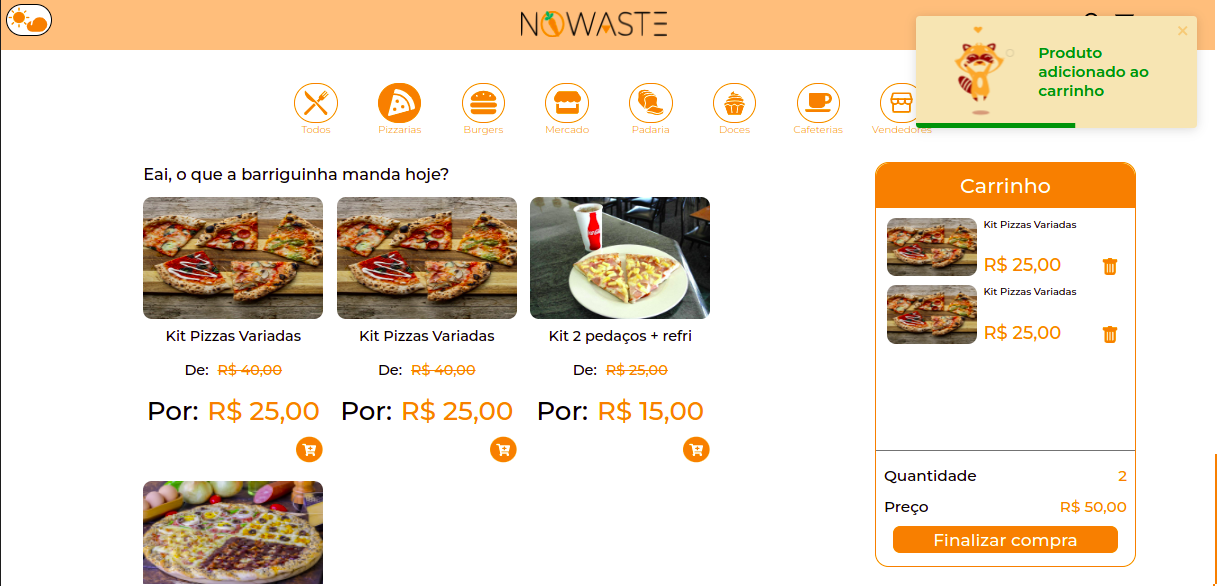 NOWASTE
Produto
adicionado ao
carrinho
Todos
Pizzarias
Burgers
Mercado
Padaria
Doces
Cafeterias
Vendedores
Eai, o que a barriguinha manda hoje?
Kit Pizzas Variadas
De: R$ 40,00
Por: R$ 25,00
Kit Pizzas Variadas
De: R$ 40,00
Por: R$ 25,00
Kit 2 pedaços + refri
De: R$ 25,00
Por: R$ 15,00
Carrinho
Kit Pizzas Variadas
R$ 25,00
Kit Pizzas Variadas
R$ 25,00
Quantidade 2
Preço R$ 50,00
Finalizar compra